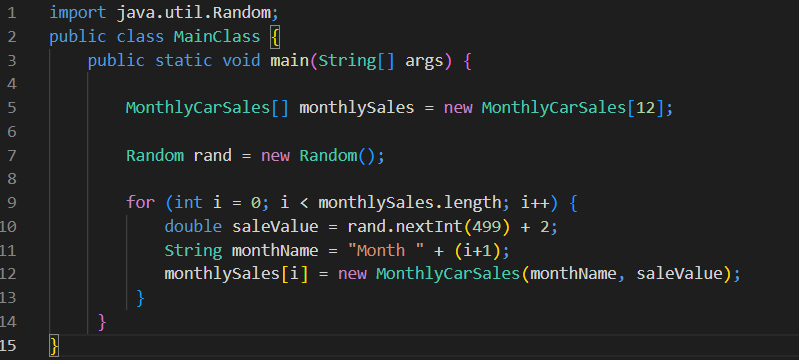 1 import java.util.Random;
2 public class MainClass {
3 public static void main(String[] args) {
4
5 MonthlyCarSales[] monthlySales = new MonthlyCarSales[12];
6
7 Random rand = new Random();
8
9 for (int i = 0; i < monthlySales.length; i++) {
10 double saleValue = rand.nextInt(499) + 2;
11 String monthName = "Month " + (i+1);
12 monthlySales[i] = new MonthlyCarSales(monthName, saleValue);
13 }
14 }
15 }